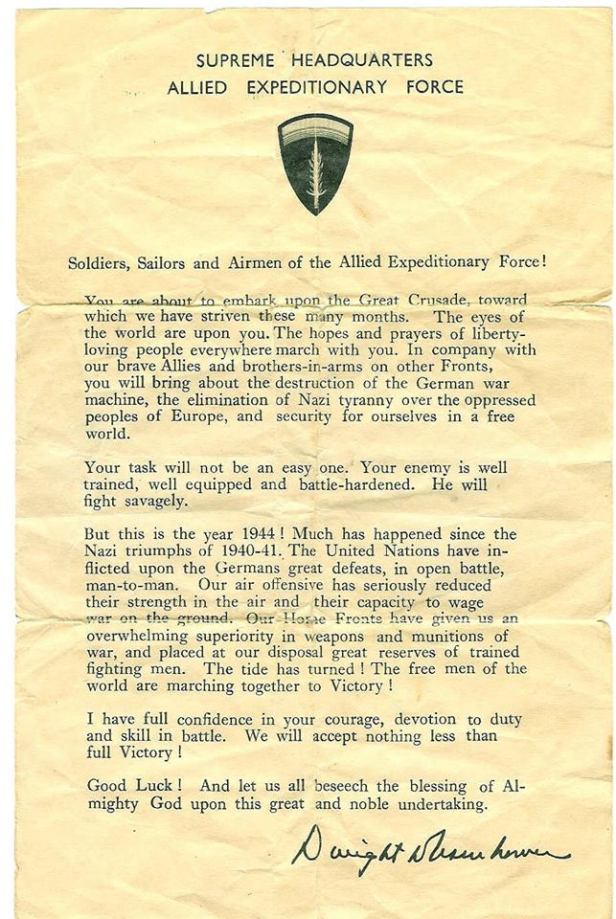 SUPREME HEADQUARTERS
ALLIED EXPEDITIONARY FORCE
Soldiers, Sailors and Airmen of the Allied Expeditionary Force!
You are about to embark upon the Great Crusade, toward
which we have striven these many months. The eyes of
the world are upon you. The hopes and prayers of liberty-
loving people everywhere march with you. In company with
our brave Allies and brothers-in-arms on other Fronts,
you will bring about the destruction of the German war
machine, the elimination of Nazi tyranny over the oppressed
peoples of Europe, and security for ourselves in a free
world.
Your task will not be an easy one. Your enemy is well
trained, well equipped and battle-hardened. He will
fight savagely.
But this is the year 1944! Much has happened since the
Nazi triumphs of 1940-41. The United Nations have in-
flicted upon the Germans great defeats, in open battle,
man-to-man. Our air offensive has seriously reduced
their strength in the air and their capacity to wage
war on the ground. Our Home Fronts have given us an
overwhelming superiority in weapons and munitions of
war, and placed at our disposal great reserves of trained
fighting men. The tide has turned! The free men of the
world are marching together to Victory!
I have full confidence in your courage, devotion to duty
and skill in battle. We will accept nothing less than
full Victory!
Good Luck! And let us all beseech the blessing of Al-
mighty God upon this great and noble undertaking.
Dwight D Eisenhower